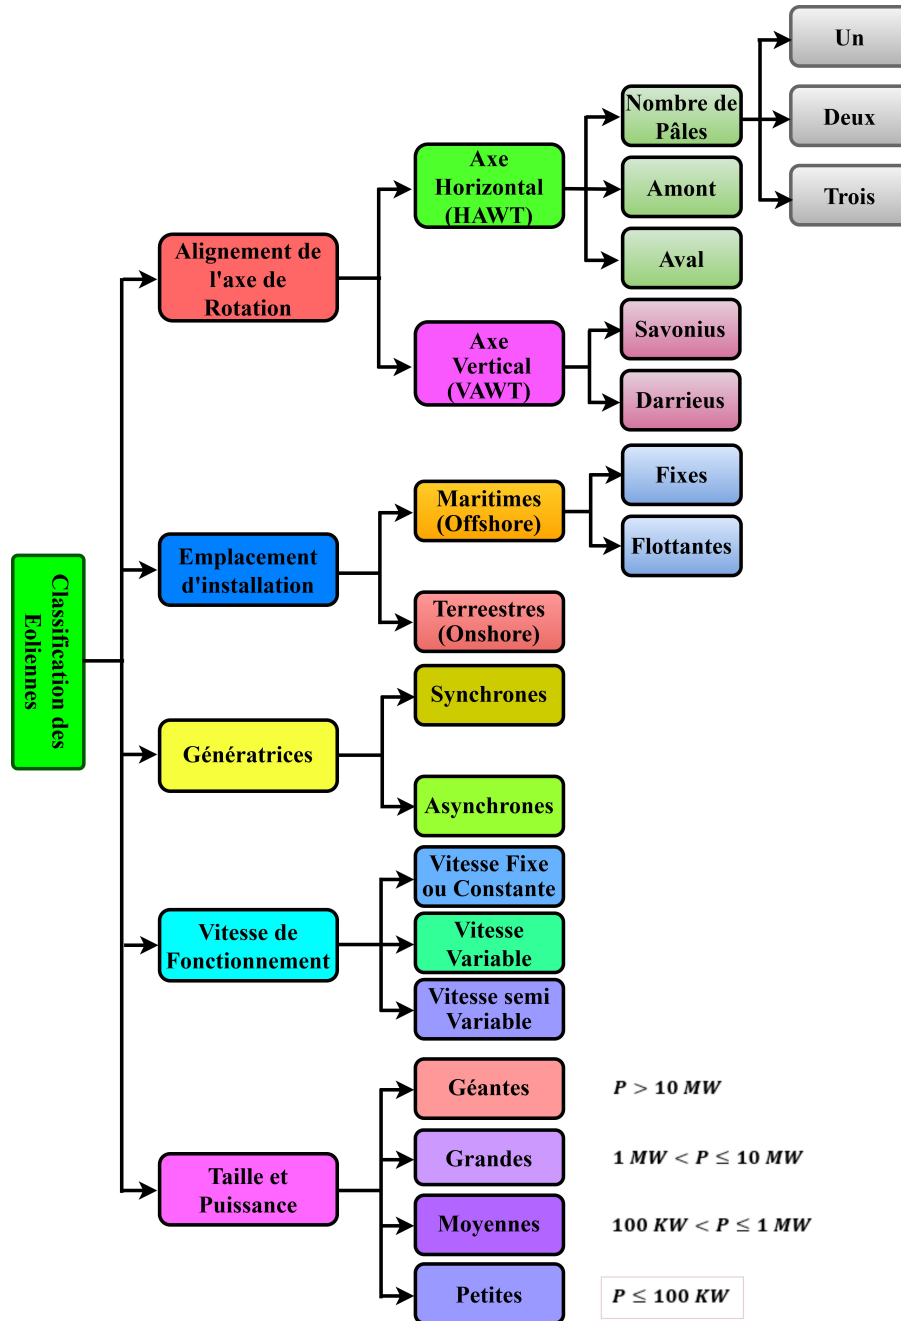 Classification des
Eoliennes
Alignement de
l'axe de
Rotation
Axe
Horizontal
(HAWT)
Nombre de
Pâles
Un
Deux
Trois
Amont
Aval
Axe
Vertical
(VAWT)
Savonius
Darrieus
Emplacement
d'installation
Maritimes
(Offshore)
Fixes
Flottantes
Terreestres
(Onshore)
Génératrices
Synchrones
Asynchrones
Vitesse de
Fonctionnement
Vitesse Fixe
ou Constante
Vitesse
Variable
Vitesse semi
Variable
Taille et
Puissance
Géantes
P > 10 MW
Grandes
1 MW < P ≤ 10 MW
Moyennes
100 KW < P ≤ 1 MW
Petites
P ≤ 100 KW